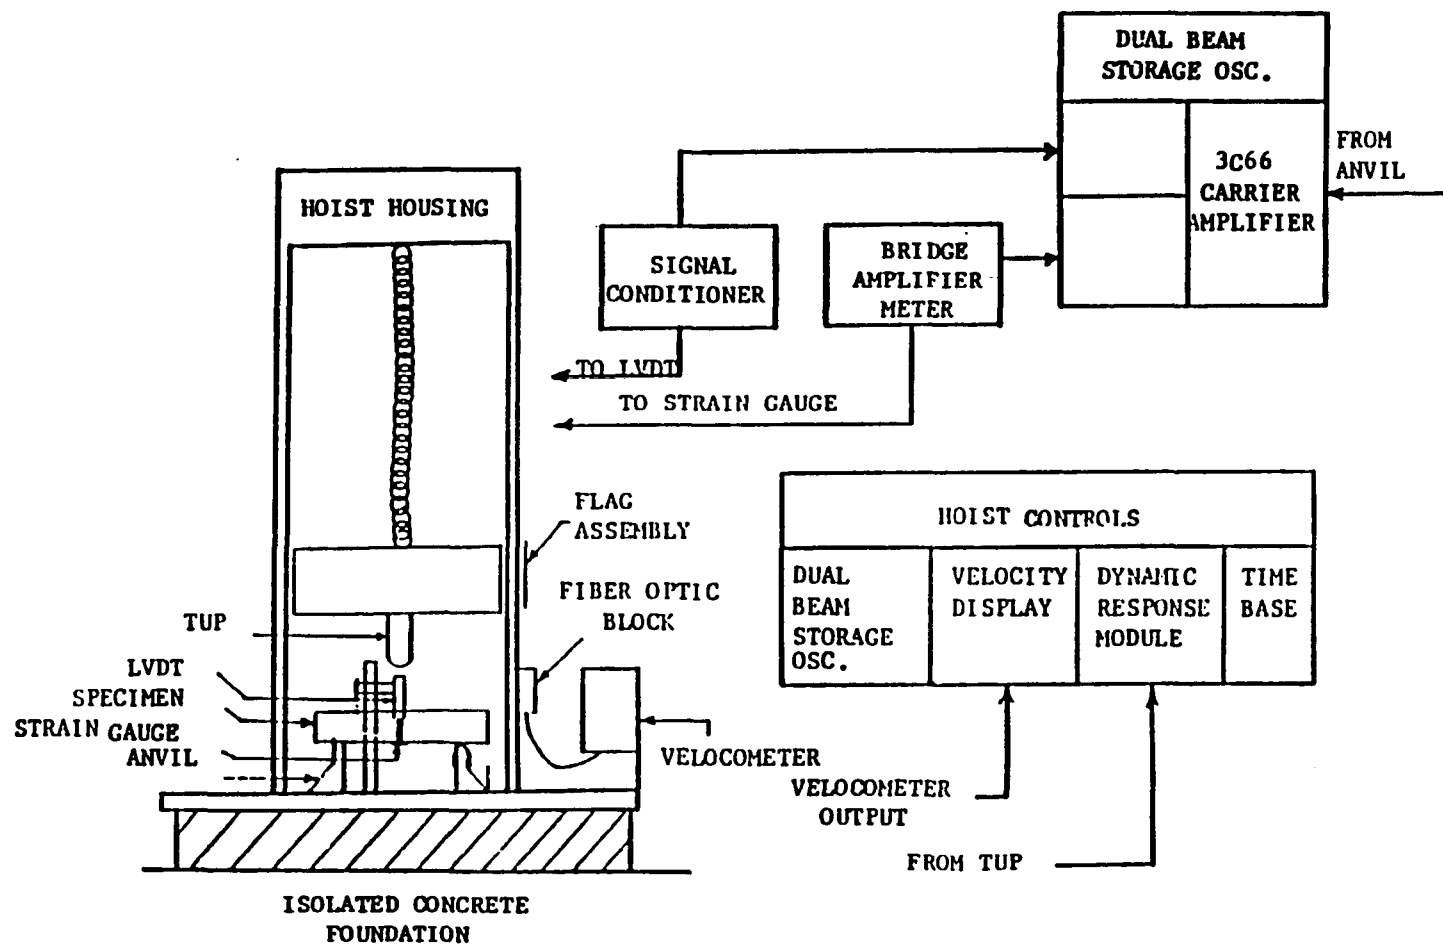 DUAL BEAM
STORAGE OSC.
3C66
CARRIER
AMPLIFIER
FROM
ANVIL
HOIST HOUSING
SIGNAL
CONDITIONER
BRIDGE
AMPLIFIER
METER
TO LVDT
TO STRAIN GAUGE
FLAG
ASSEMBLY
FIBER OPTIC
BLOCK
TUP
LVDT
SPECIMEN
STRAIN GAUGE
ANVIL
VELOCOMETER
HOIST CONTROLS
DUAL
BEAM
STORAGE
OSC.
VELOCITY
DISPLAY
DYNAMIC
RESPONSE
MODULE
TIME
BASE
VELOCOMETER
OUTPUT
FROM TUP
ISOLATED CONCRETE
FOUNDATION